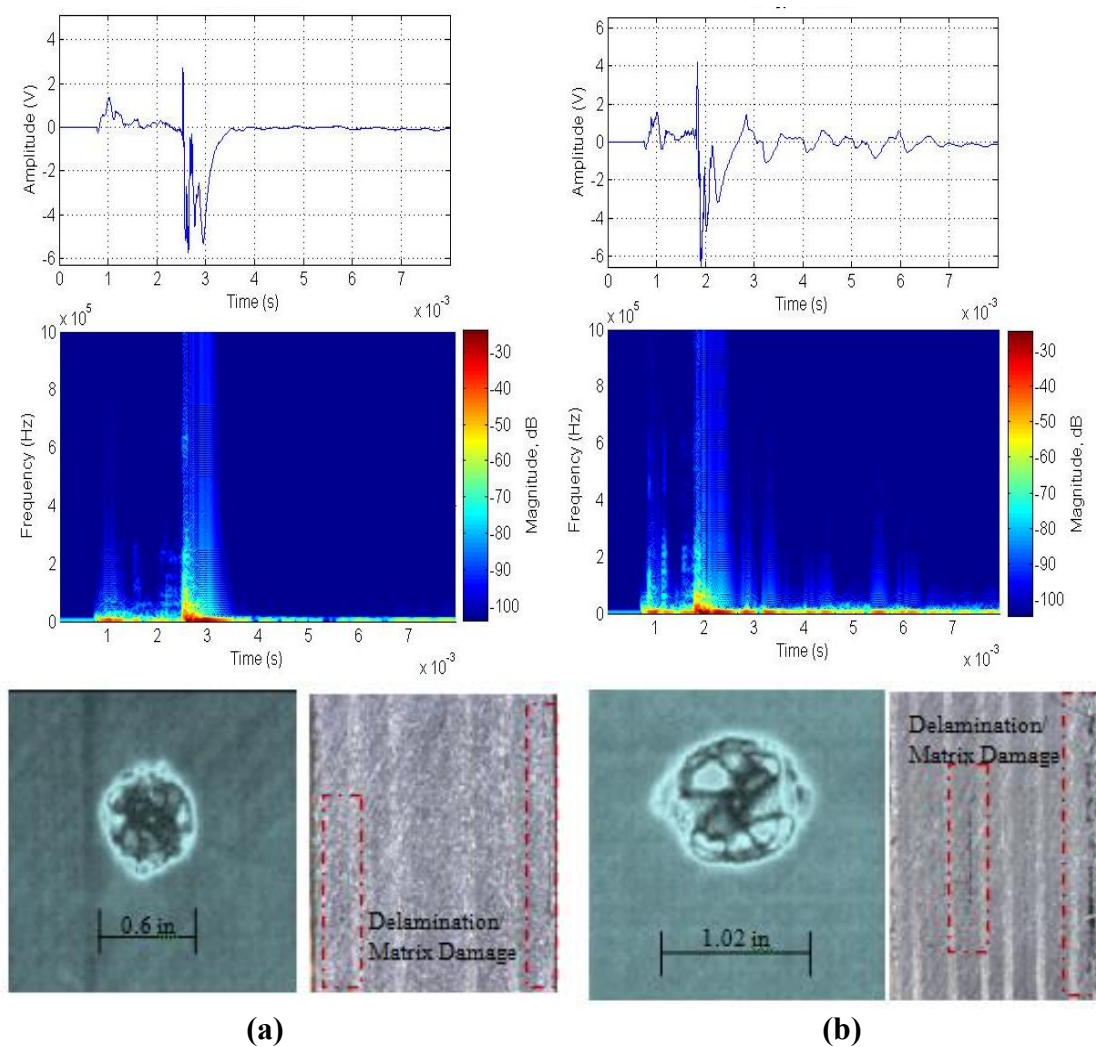 4
2
0
-2
-4
-6
Amplitude (V)
0 1 2 3 4 5 6 7
Time (s)
x 10^-3
6
4
2
0
-2
-4
-6
Amplitude (V)
0 1 2 3 4 5 6 7
Time (s)
x 10^-3
x 10^5
10
8
6
4
2
0
Frequency (Hz)
1 2 3 4 5 6 7
Time (s)
x 10^-3
-30
-40
-50
-60
-70
-80
-90
-100
Magnitude, dB
x 10^5
10
8
6
4
2
0
Frequency (Hz)
1 2 3 4 5 6 7
Time (s)
x 10^-3
-30
-40
-50
-60
-70
-80
-90
-100
Magnitude, dB
0.6 in
Delamination/
Matrix Damage
1.02 in
Delamination/
Matrix Damage
(a)
(b)